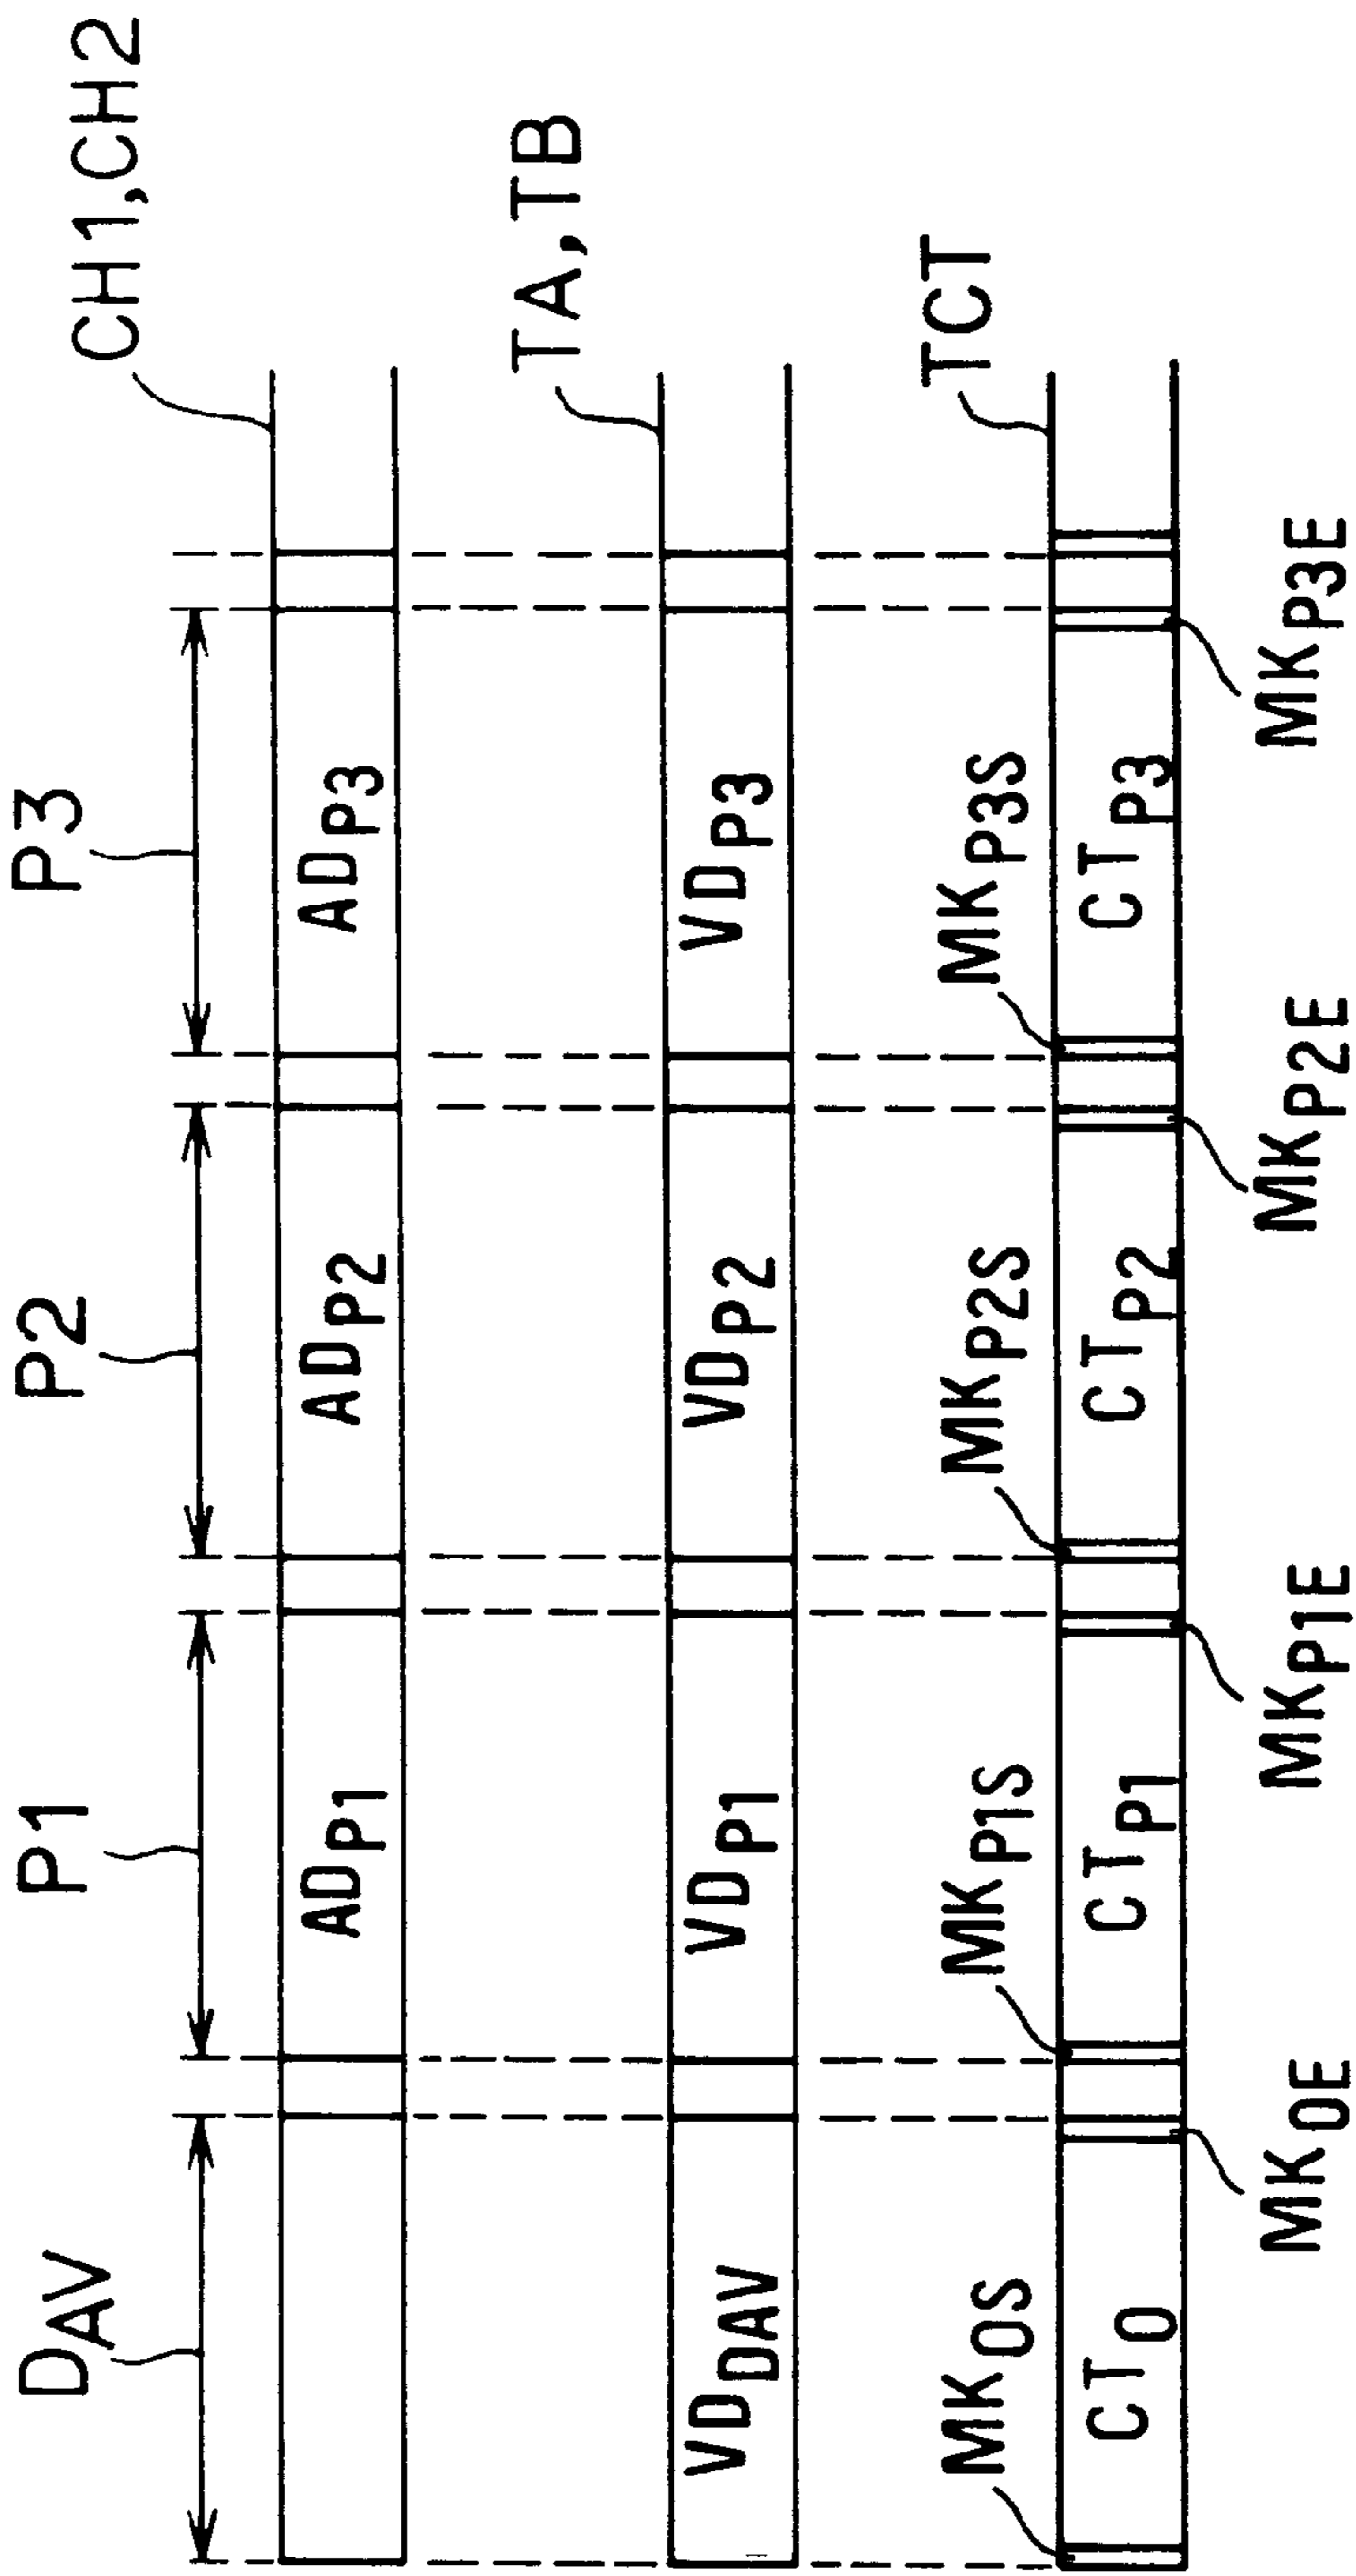 D_AV P1 P2 P3
CH1,CH2
AD_P1 AD_P2 AD_P3
TA,TB
VD_DAV VD_P1 VD_P2 VD_P3
TCT
MK_0S MK_P1S MK_P2S MK_P3S
CT_0 CT_P1 CT_P2 CT_P3
MK_0E MK_P1E MK_P2E MK_P3E